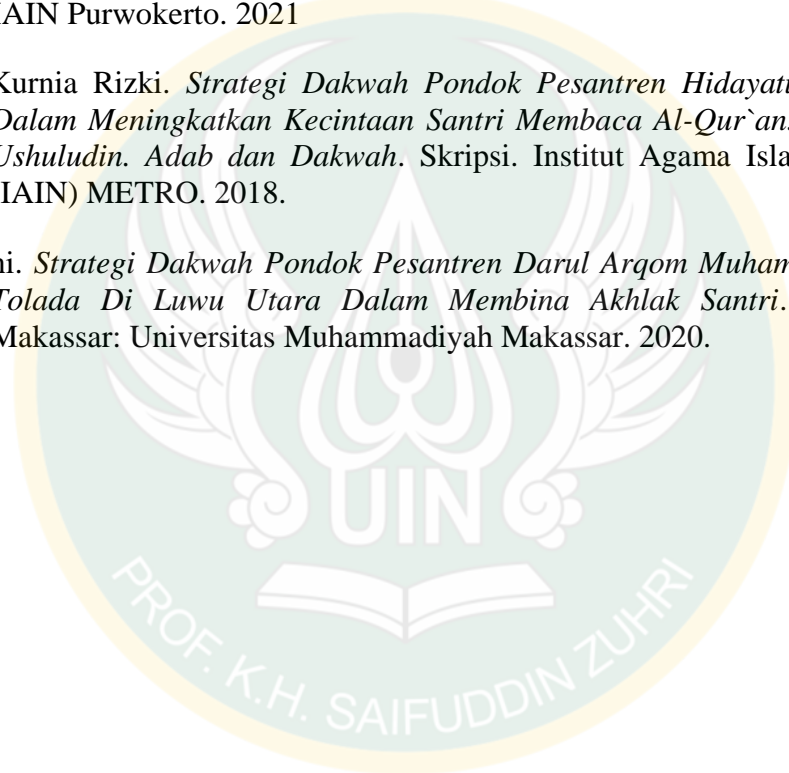 IAIN Purwokerto. 2021
Kurnia Rizki. Strategi Dakwah Pondok Pesantren Hidayatu
Dalam Meningkatkan Kecintaan Santri Membaca Al-Qur`an.
Ushuludin. Adab dan Dakwah. Skripsi. Institut Agama Isla
(IAIN) METRO. 2018.
ni. Strategi Dakwah Pondok Pesantren Darul Arqom Muham
Tolada Di Luwu Utara Dalam Membina Akhlak Santri.
Makassar: Universitas Muhammadiyah Makassar. 2020.
UIN
PROF. K.H. SAIFUDDIN ZUHRI